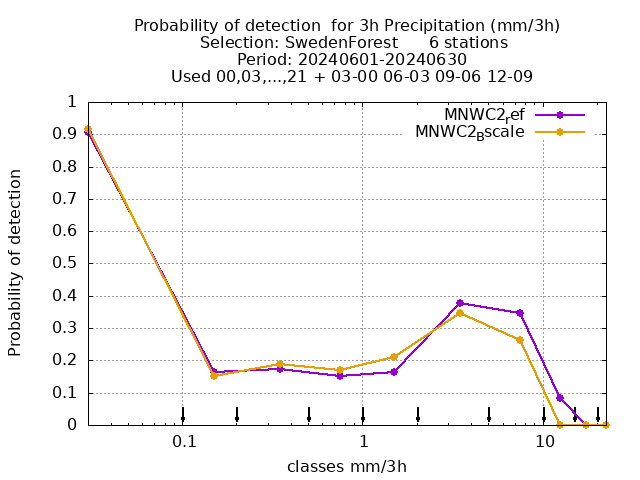 Probability of detection  for 3h Precipitation (mm/3h)
Selection: SwedenForest      6 stations
Period: 20240601-20240630
Used 00,03,...,21 + 03-00 06-03 09-06 12-09
MNWC2_ref
MNWC2_Bscale
1
0.9
0.8
0.7
0.6
0.5
0.4
0.3
0.2
0.1
0
Probability of detection
0.1
1
10
classes mm/3h